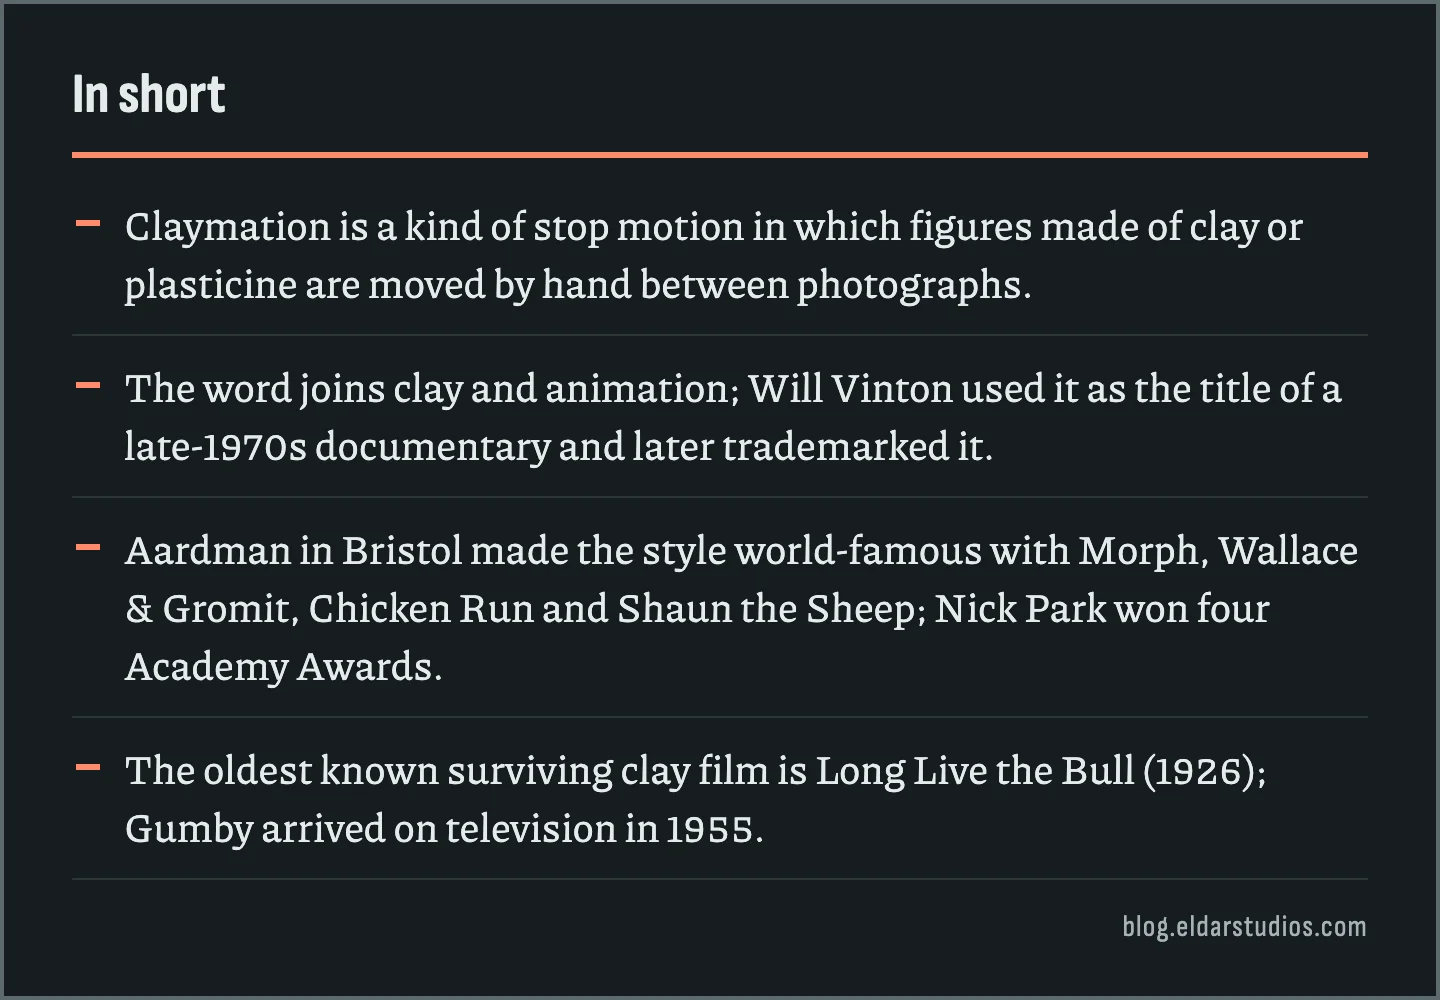 In short
Claymation is a kind of stop motion in which figures made of clay or
plasticine are moved by hand between photographs.
The word joins clay and animation; Will Vinton used it as the title of a
late-1970s documentary and later trademarked it.
Aardman in Bristol made the style world-famous with Morph, Wallace
& Gromit, Chicken Run and Shaun the Sheep; Nick Park won four
Academy Awards.
The oldest known surviving clay film is Long Live the Bull (1926);
Gumby arrived on television in 1955.
blog.eldarstudios.com